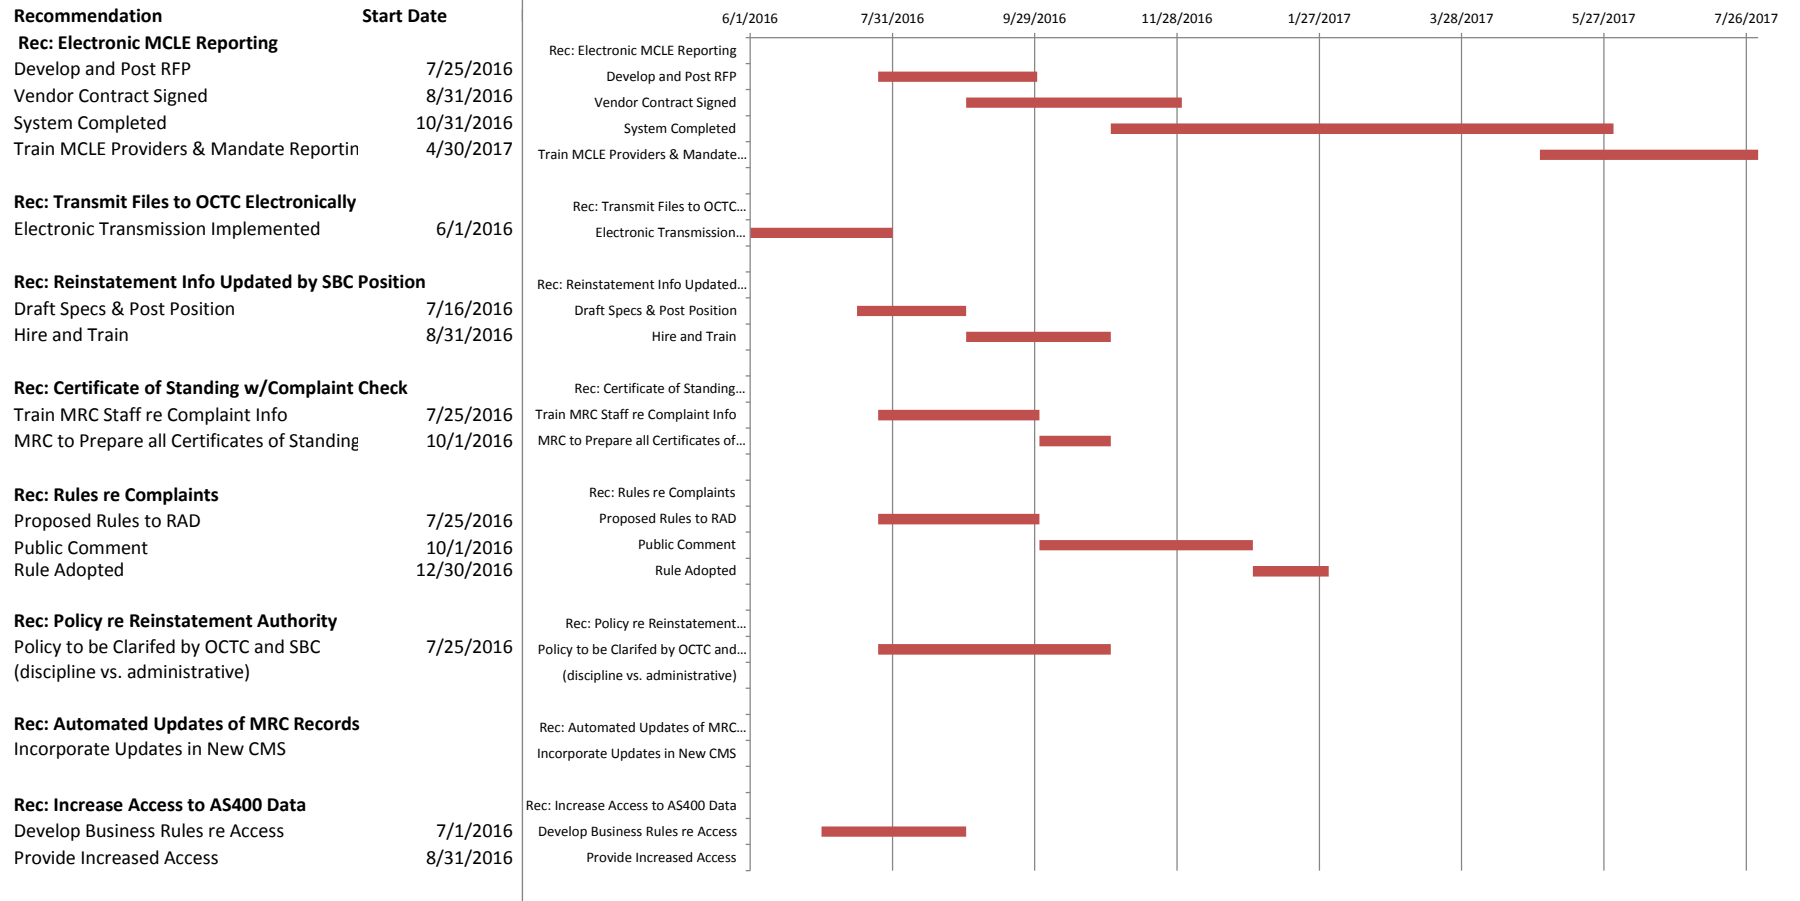 Recommendation Start Date
Rec: Electronic MCLE Reporting
Develop and Post RFP 7/25/2016
Vendor Contract Signed 8/31/2016
System Completed 10/31/2016
Train MCLE Providers & Mandate Reportin 4/30/2017
Rec: Transmit Files to OCTC Electronically
Electronic Transmission Implemented 6/1/2016
Rec: Reinstatement Info Updated by SBC Position
Draft Specs & Post Position 7/16/2016
Hire and Train 8/31/2016
Rec: Certificate of Standing w/Complaint Check
Train MRC Staff re Complaint Info 7/25/2016
MRC to Prepare all Certificates of Standing 10/1/2016
Rec: Rules re Complaints
Proposed Rules to RAD 7/25/2016
Public Comment 10/1/2016
Rule Adopted 12/30/2016
Rec: Policy re Reinstatement Authority
Policy to be Clarifed by OCTC and SBC 7/25/2016
(discipline vs. administrative)
Rec: Automated Updates of MRC Records
Incorporate Updates in New CMS
Rec: Increase Access to AS400 Data
Develop Business Rules re Access 7/1/2016
Provide Increased Access 8/31/2016
6/1/2016 7/31/2016 9/29/2016 11/28/2016 1/27/2017 3/28/2017 5/27/2017 7/26/2017
Rec: Electronic MCLE Reporting
Develop and Post RFP
Vendor Contract Signed
System Completed
Train MCLE Providers & Mandate...
Rec: Transmit Files to OCTC...
Electronic Transmission...
Rec: Reinstatement Info Updated...
Draft Specs & Post Position
Hire and Train
Rec: Certificate of Standing...
Train MRC Staff re Complaint Info
MRC to Prepare all Certificates of...
Rec: Rules re Complaints
Proposed Rules to RAD
Public Comment
Rule Adopted
Rec: Policy re Reinstatement...
Policy to be Clarifed by OCTC and...
(discipline vs. administrative)
Rec: Automated Updates of MRC...
Incorporate Updates in New CMS
Rec: Increase Access to AS400 Data
Develop Business Rules re Access
Provide Increased Access